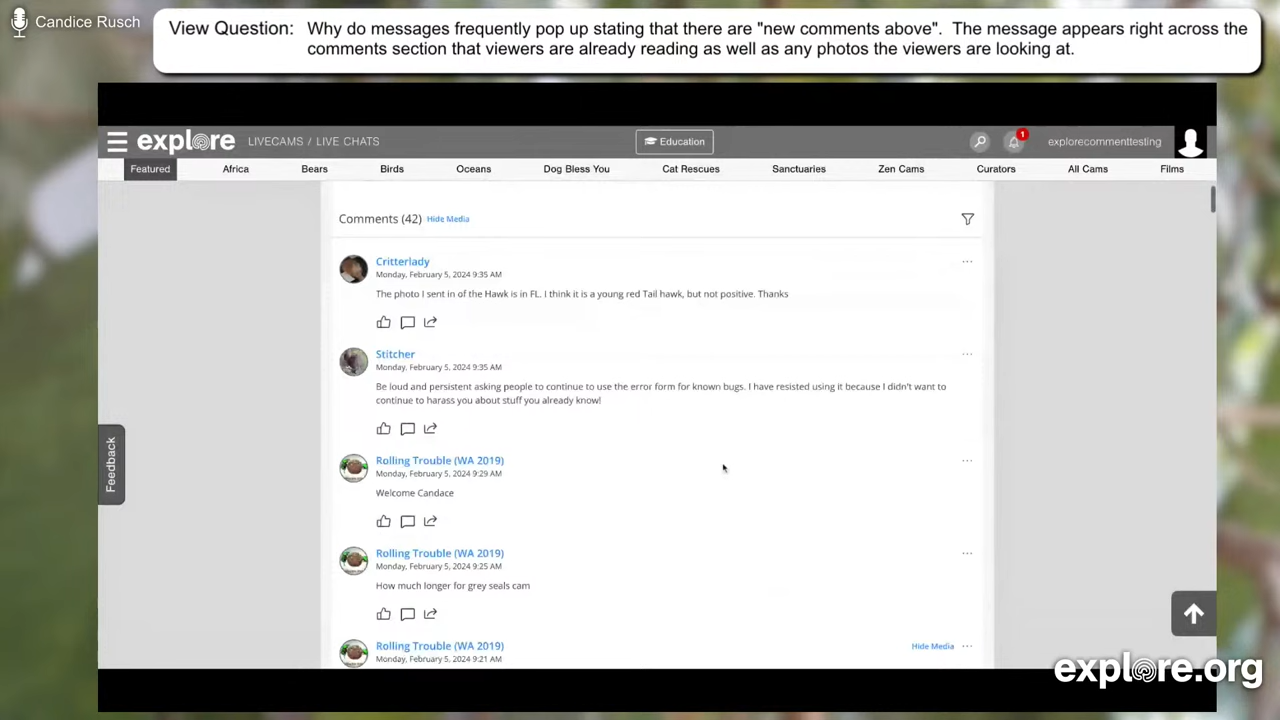 Candice Rusch
View Question: Why do messages frequently pop up stating that there are "new comments above". The message appears right across the
comments section that viewers are already reading as well as any photos the viewers are looking at.
explore LIVECAMS / LIVE CHATS Education 1 explorecommenttesting
Featured Africa Bears Birds Oceans Dog Bless You Cat Rescues Sanctuaries Zen Cams Curators All Cams Films
Comments (42) Hide Media
Critterlady
Monday, February 5, 2024 9:35 AM
The photo I sent in of the Hawk is in FL. I think it is a young red Tail hawk, but not positive. Thanks
Stitcher
Monday, February 5, 2024 9:35 AM
Be loud and persistent asking people to continue to use the error form for known bugs. I have resisted using it because I didn't want to
continue to harass you about stuff you already know!
Feedback
Rolling Trouble (WA 2019)
Monday, February 5, 2024 9:29 AM
Welcome Candace
Rolling Trouble (WA 2019)
Monday, February 5, 2024 9:25 AM
How much longer for grey seals cam
Rolling Trouble (WA 2019) Hide Media
Monday, February 5, 2024 9:21 AM
explore.org